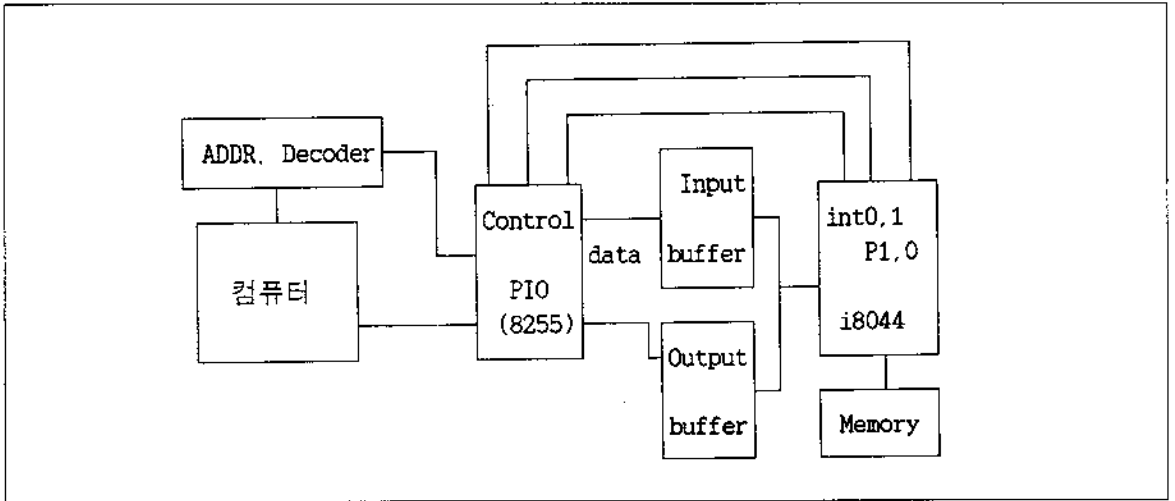 ADDR. Decoder
컴퓨터
Control
PIO
(8255)
data
Input
buffer
Output
buffer
int0,1
P1,0
i8044
Memory